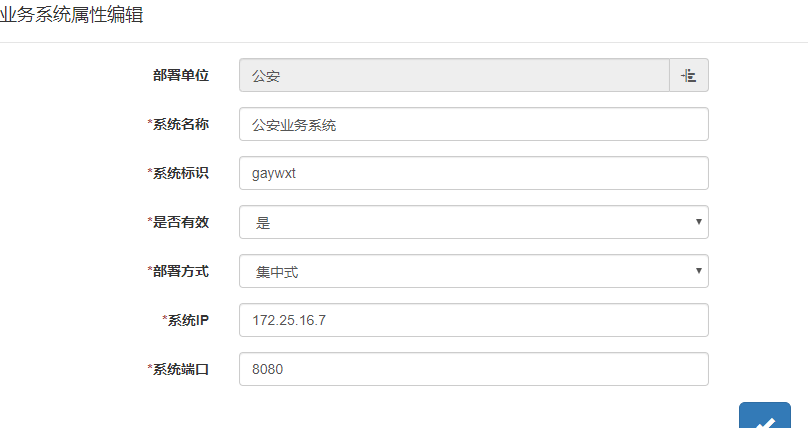 业务系统属性编辑
部署单位 公安
*系统名称 公安业务系统
*系统标识 gaywxt
*是否有效 是
*部署方式 集中式
*系统IP 172.25.16.7
*系统端口 8080